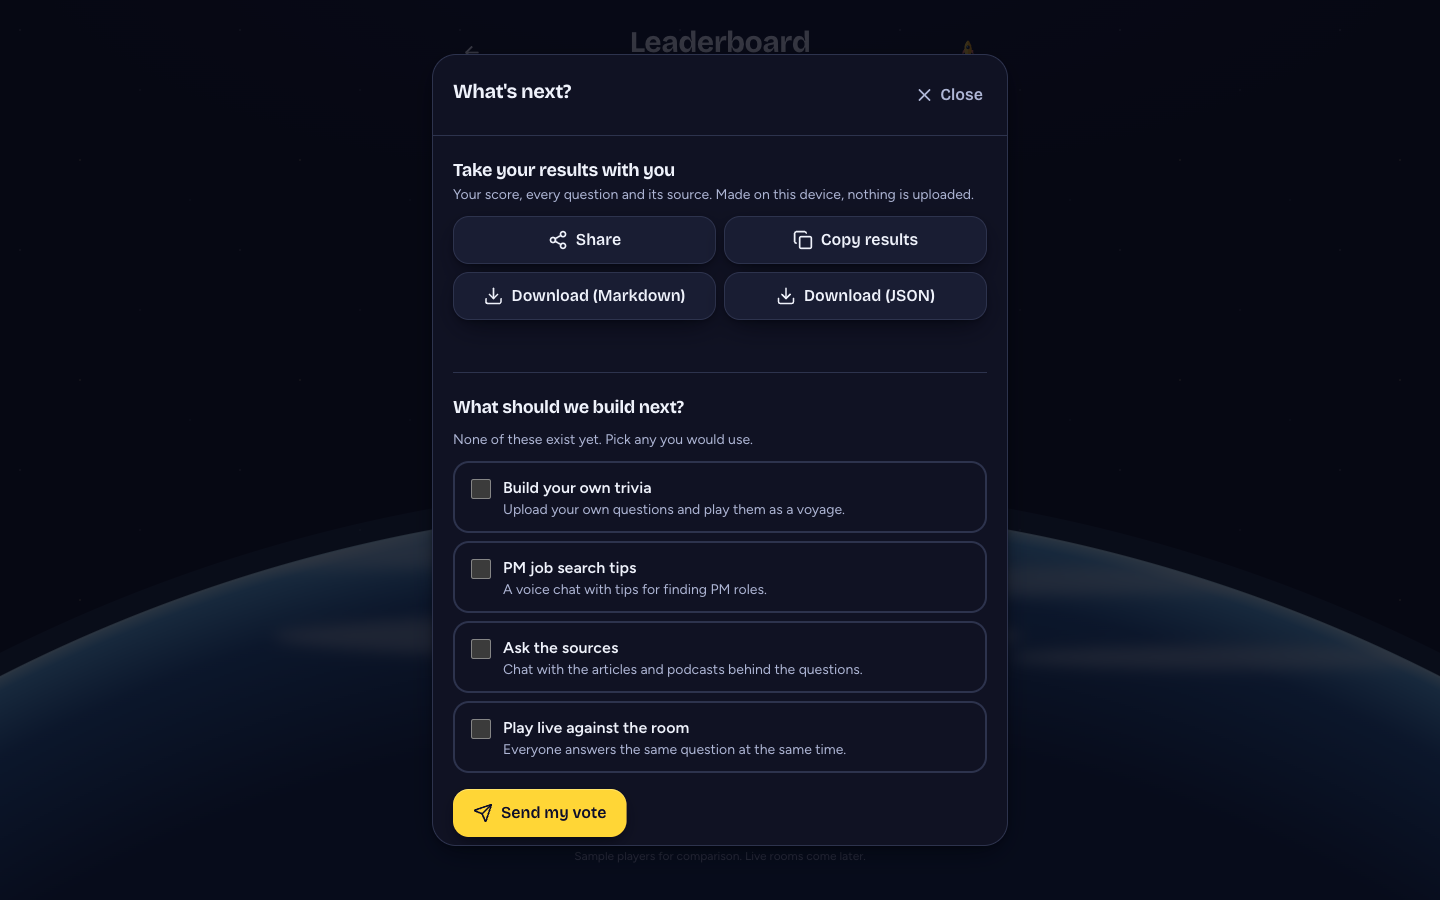 Leaderboard
What's next?
Close
Take your results with you
Your score, every question and its source. Made on this device, nothing is uploaded.
Share
Copy results
Download (Markdown)
Download (JSON)
What should we build next?
None of these exist yet. Pick any you would use.
Build your own trivia
Upload your own questions and play them as a voyage.
PM job search tips
A voice chat with tips for finding PM roles.
Ask the sources
Chat with the articles and podcasts behind the questions.
Play live against the room
Everyone answers the same question at the same time.
Send my vote
Sample players for comparison. Live rooms come later.